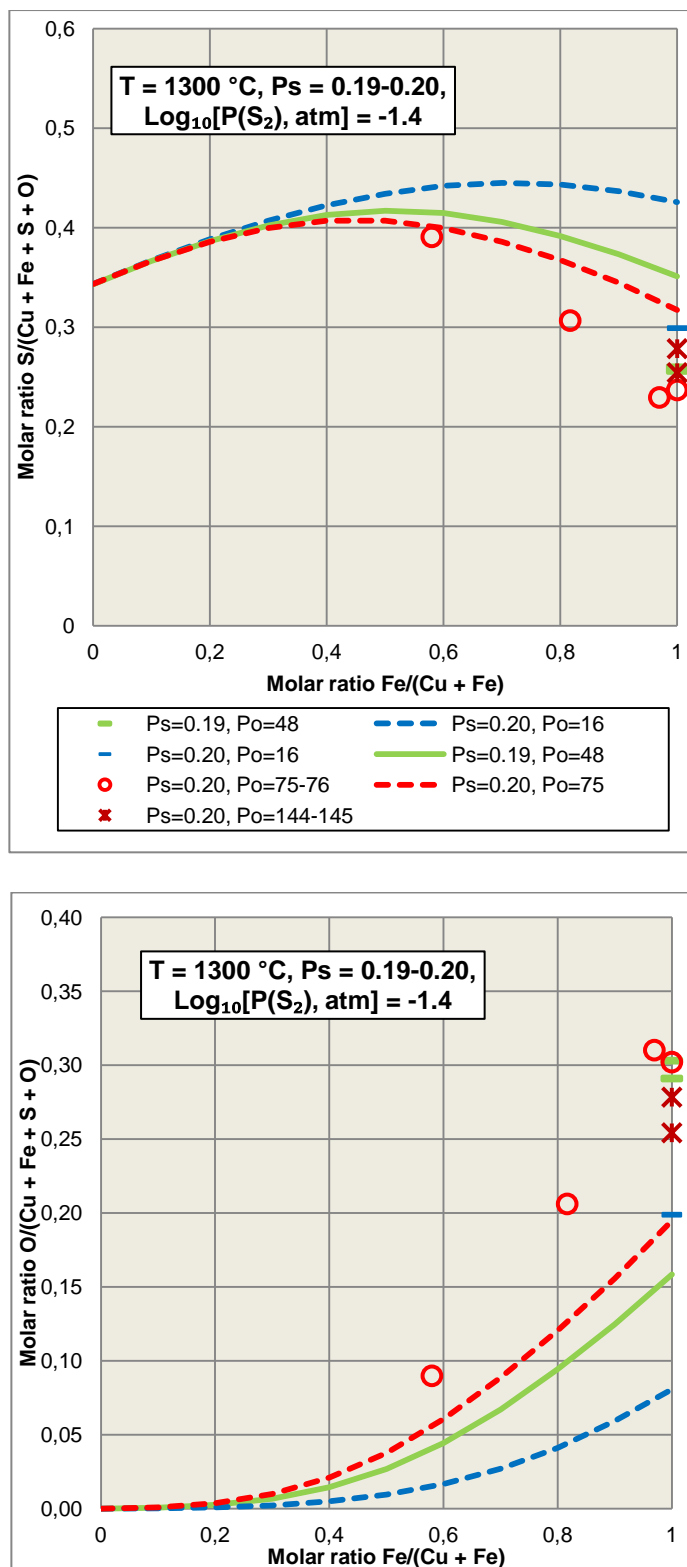 0,6
T = 1300 °C, Ps = 0.19-0.20,
Log₁₀[P(S₂), atm] = -1.4
0,5
0,4
0,3
0,2
0,1
0
Molar ratio S/(Cu + Fe + S + O)
0 0,2 0,4 0,6 0,8 1
Molar ratio Fe/(Cu + Fe)
Ps=0.19, Po=48 Ps=0.20, Po=16
Ps=0.20, Po=16 Ps=0.19, Po=48
Ps=0.20, Po=75-76 Ps=0.20, Po=75
Ps=0.20, Po=144-145
0,40
T = 1300 °C, Ps = 0.19-0.20,
Log₁₀[P(S₂), atm] = -1.4
0,35
0,30
0,25
0,20
0,15
0,10
0,05
0,00
Molar ratio O/(Cu + Fe + S + O)
0 0,2 0,4 0,6 0,8 1
Molar ratio Fe/(Cu + Fe)